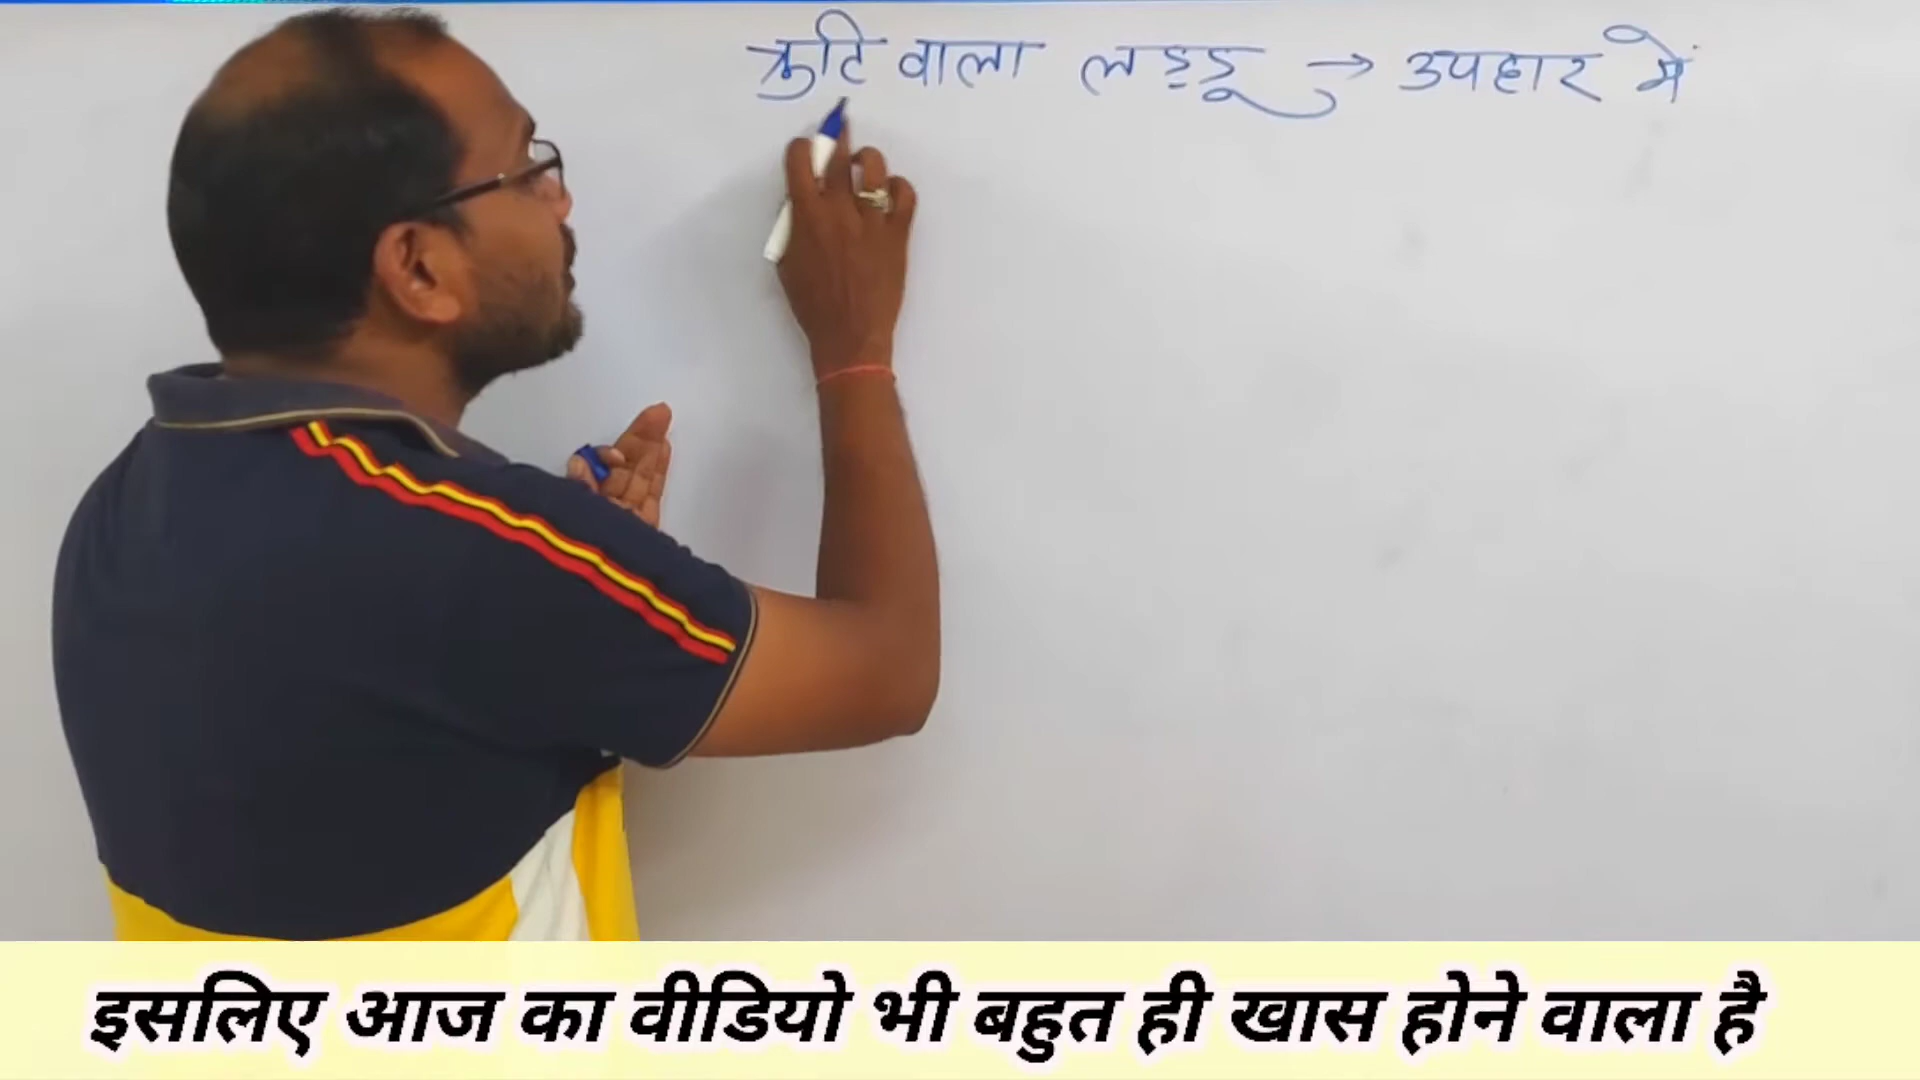 त्रुटि वाला लड्डू → उपहार में
इसलिए आज का वीडियो भी बहुत ही खास होने वाला है